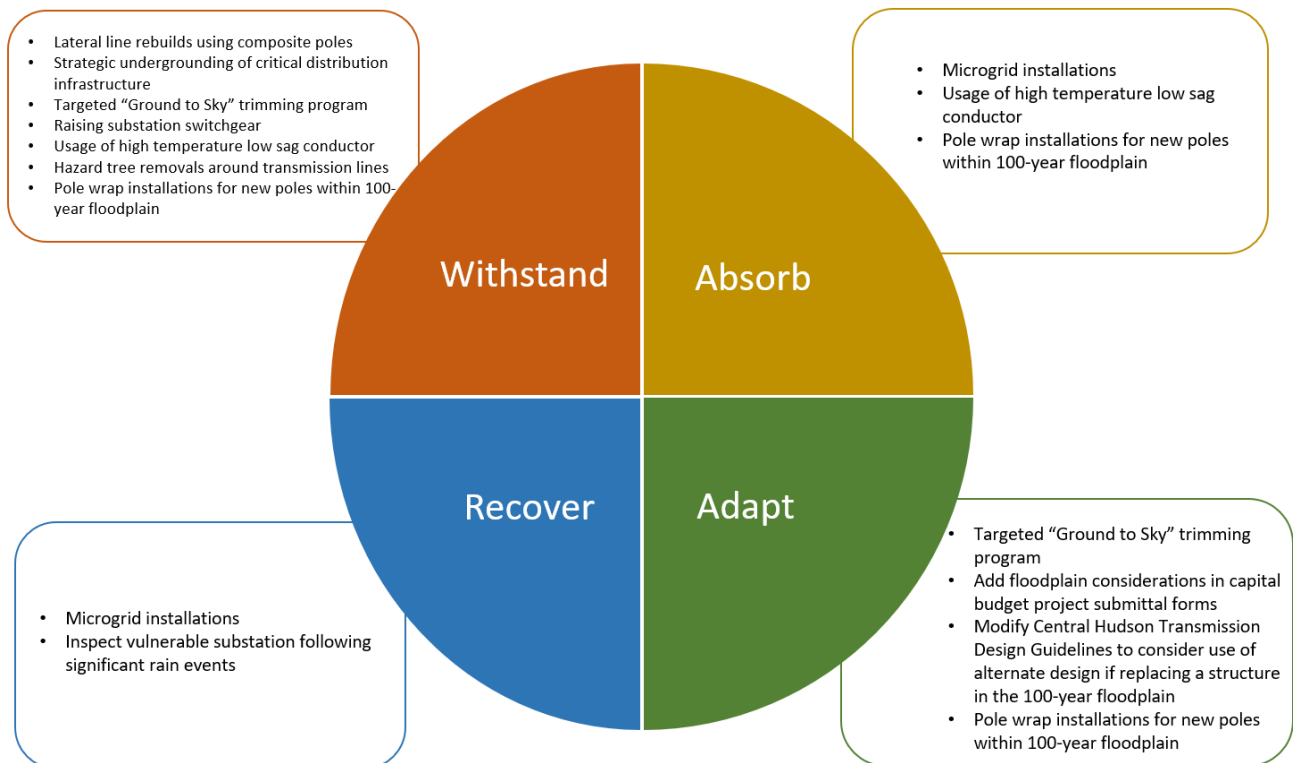 • Lateral line rebuilds using composite poles
• Strategic undergrounding of critical distribution
infrastructure
• Targeted “Ground to Sky” trimming program
• Raising substation switchgear
• Usage of high temperature low sag conductor
• Hazard tree removals around transmission lines
• Pole wrap installations for new poles within 100-
year floodplain
• Microgrid installations
• Usage of high temperature low sag
conductor
• Pole wrap installations for new poles
within 100-year floodplain
Withstand
Absorb
Recover
Adapt
• Microgrid installations
• Inspect vulnerable substation following
significant rain events
• Targeted “Ground to Sky” trimming
program
• Add floodplain considerations in capital
budget project submittal forms
• Modify Central Hudson Transmission
Design Guidelines to consider use of
alternate design if replacing a structure
in the 100-year floodplain
• Pole wrap installations for new poles
within 100-year floodplain